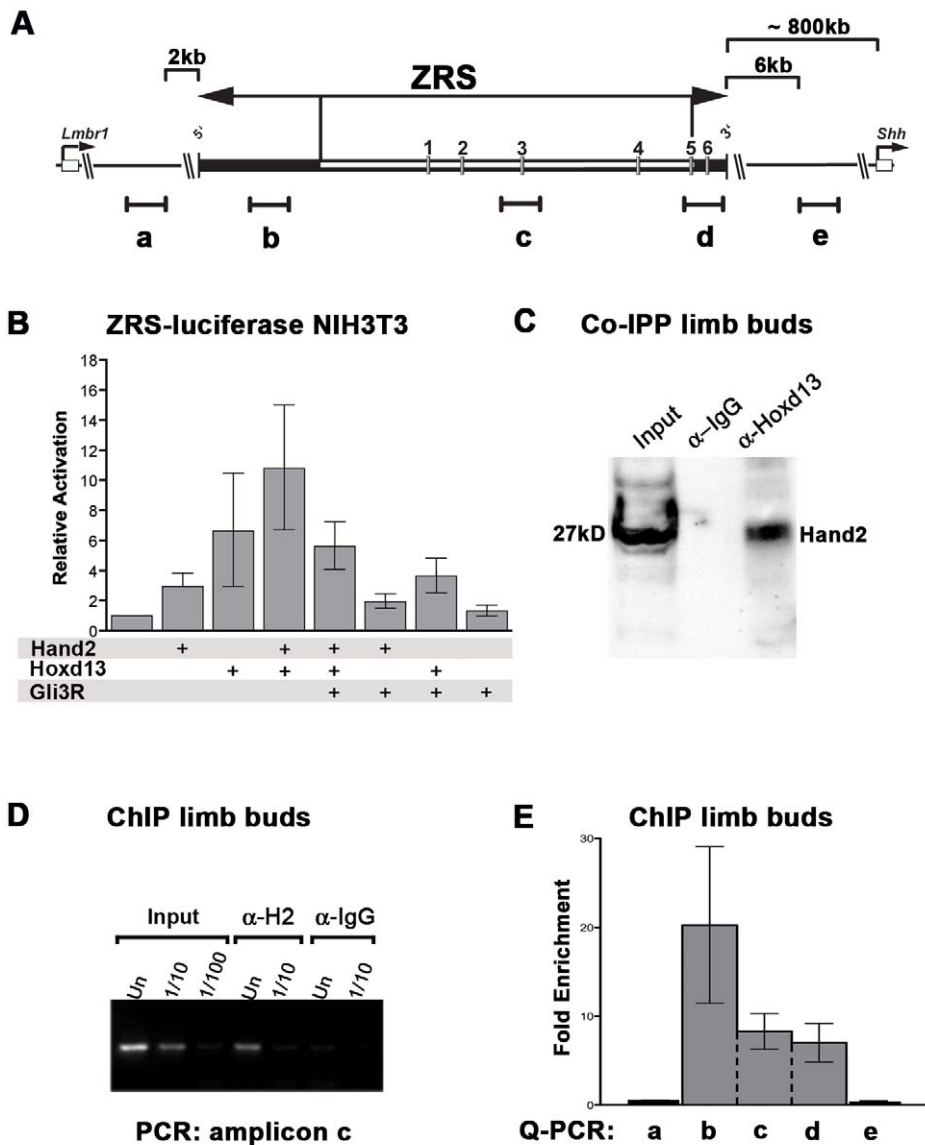 A
2kb
ZRS
~ 800kb
6kb
Lmbr1
5'
1 2 3 4 5 6
3'
Shh
a b c d e
B ZRS-luciferase NIH3T3
Relative Activation
18
16
14
12
10
8
6
4
2
0
Hand2 + + + +
Hoxd13 + + + +
Gli3R + + + +
C Co-IPP limb buds
Input α-IgG α-Hoxd13
27kD Hand2
D ChIP limb buds
Input α-H2 α-IgG
Un 1/10 1/100 Un 1/10 Un 1/10
PCR: amplicon c
E ChIP limb buds
Fold Enrichment
30
20
10
0
Q-PCR: a b c d e